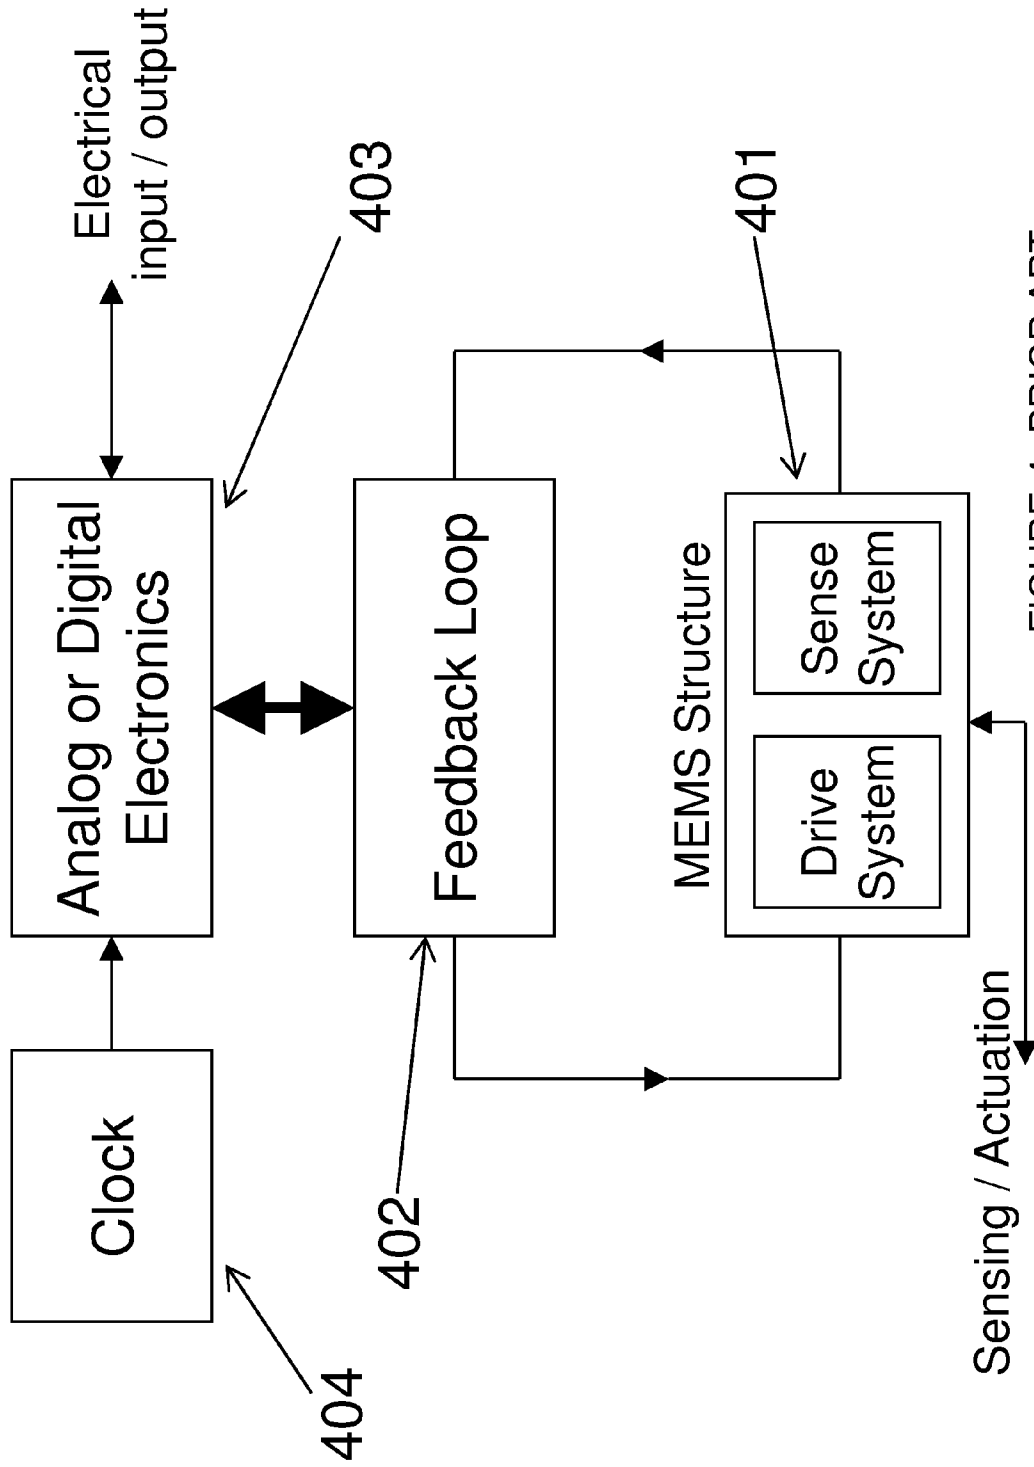 Clock
Analog or Digital
Electronics
Electrical
input / output
404
403
402
Feedback Loop
401
MEMS Structure
Drive
System
Sense
System
Sensing / Actuation